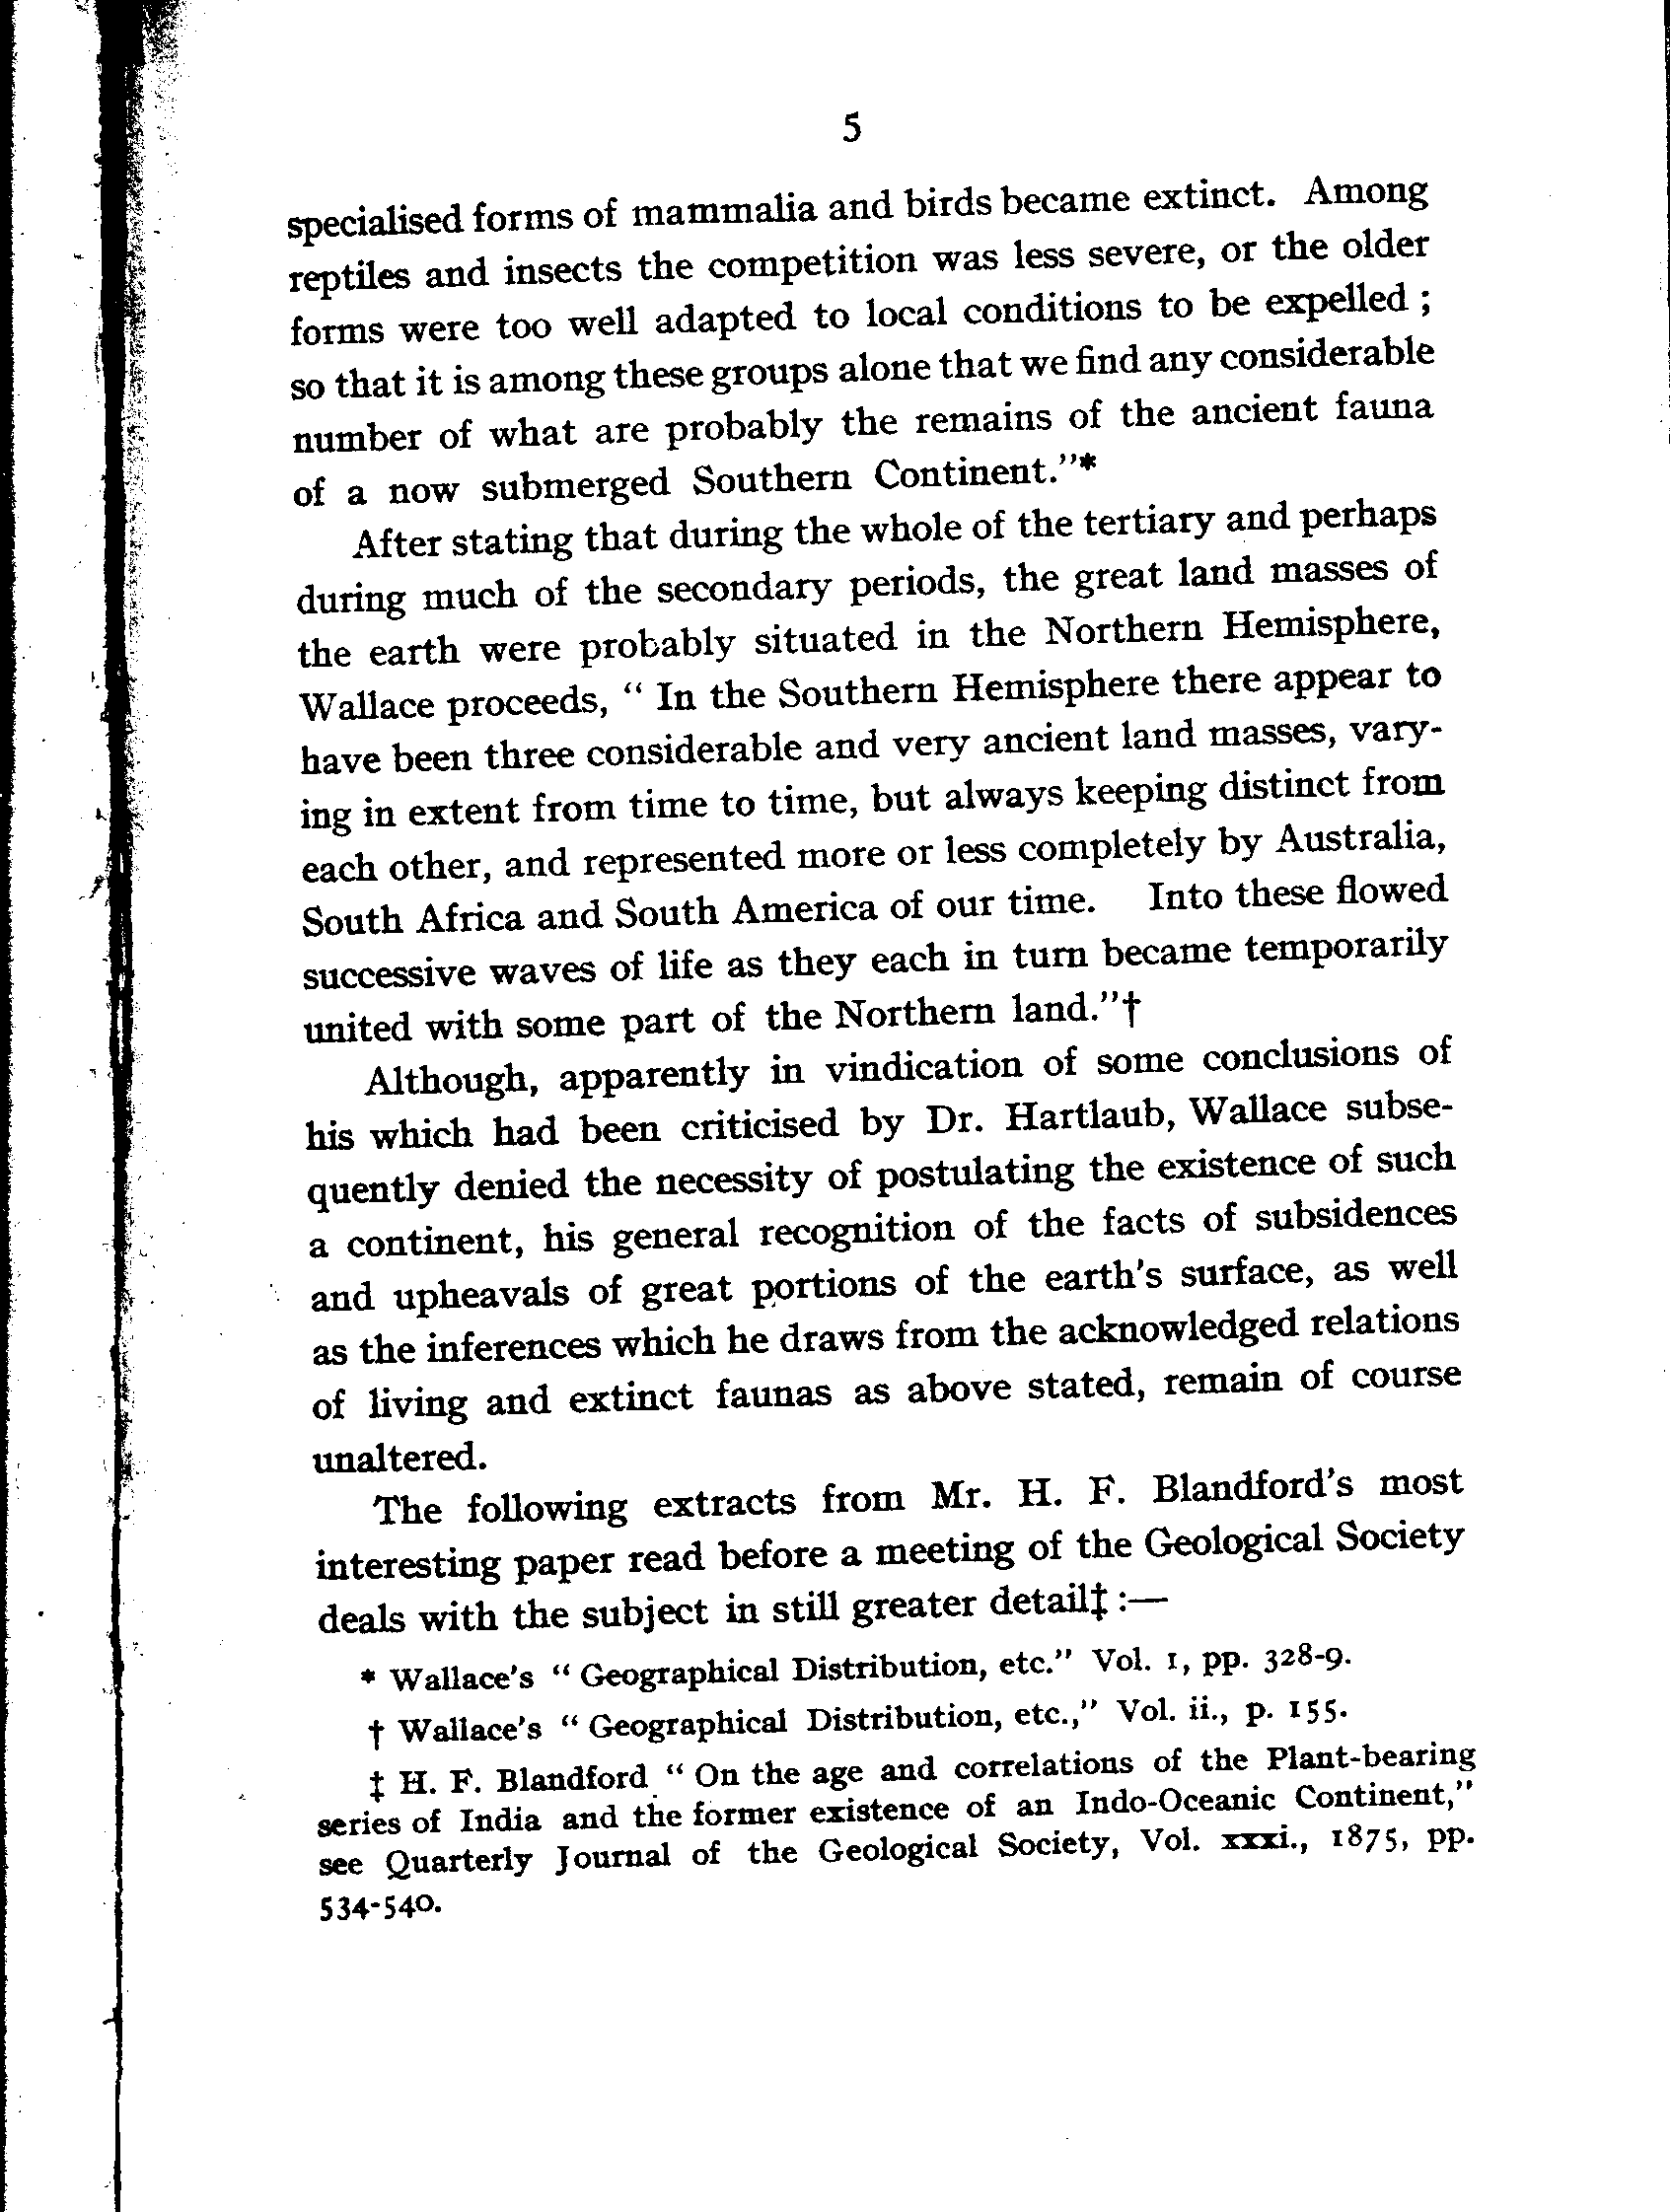 5
specialised forms of mammalia and birds became extinct. Among
reptiles and insects the competition was less severe, or the older
forms were too well adapted to local conditions to be expelled ;
so that it is among these groups alone that we find any considerable
number of what are probably the remains of the ancient fauna
of a now submerged Southern Continent."*
After stating that during the whole of the tertiary and perhaps
during much of the secondary periods, the great land masses of
the earth were probably situated in the Northern Hemisphere,
Wallace proceeds, “ In the Southern Hemisphere there appear to
have been three considerable and very ancient land masses, vary-
ing in extent from time to time, but always keeping distinct from
each other, and represented more or less completely by Australia,
South Africa and South America of our time. Into these flowed
successive waves of life as they each in turn became temporarily
united with some part of the Northern land."†
Although, apparently in vindication of some conclusions of
his which had been criticised by Dr. Hartlaub, Wallace subse-
quently denied the necessity of postulating the existence of such
a continent, his general recognition of the facts of subsidences
and upheavals of great portions of the earth's surface, as well
as the inferences which he draws from the acknowledged relations
of living and extinct faunas as above stated, remain of course
unaltered.
The following extracts from Mr. H. F. Blandford's most
interesting paper read before a meeting of the Geological Society
deals with the subject in still greater detail‡ :—
* Wallace's “ Geographical Distribution, etc.” Vol. 1, pp. 328-9.
† Wallace's “ Geographical Distribution, etc.,” Vol. ii., p. 155.
‡ H. F. Blandford “ On the age and correlations of the Plant-bearing
series of India and the former existence of an Indo-Oceanic Continent,”
see Quarterly Journal of the Geological Society, Vol. xxxi., 1875, pp.
534-540.